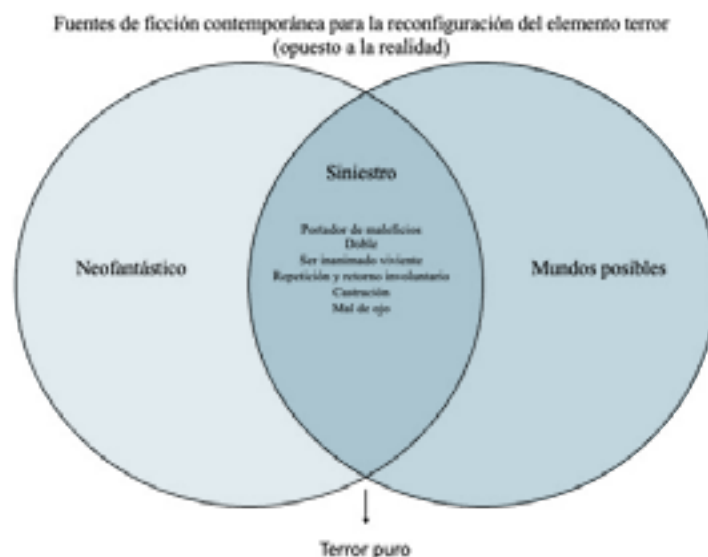 Fuentes de ficción contemporánea para la reconfiguración del elemento terror
(opuesto a la realidad)
Siniestro
Portador de maleficios
Doble
Ser inanimado viviente
Repetición y retorno involuntario
Castración
Mal de ojo
Neofantástico
Mundos posibles
Terror puro